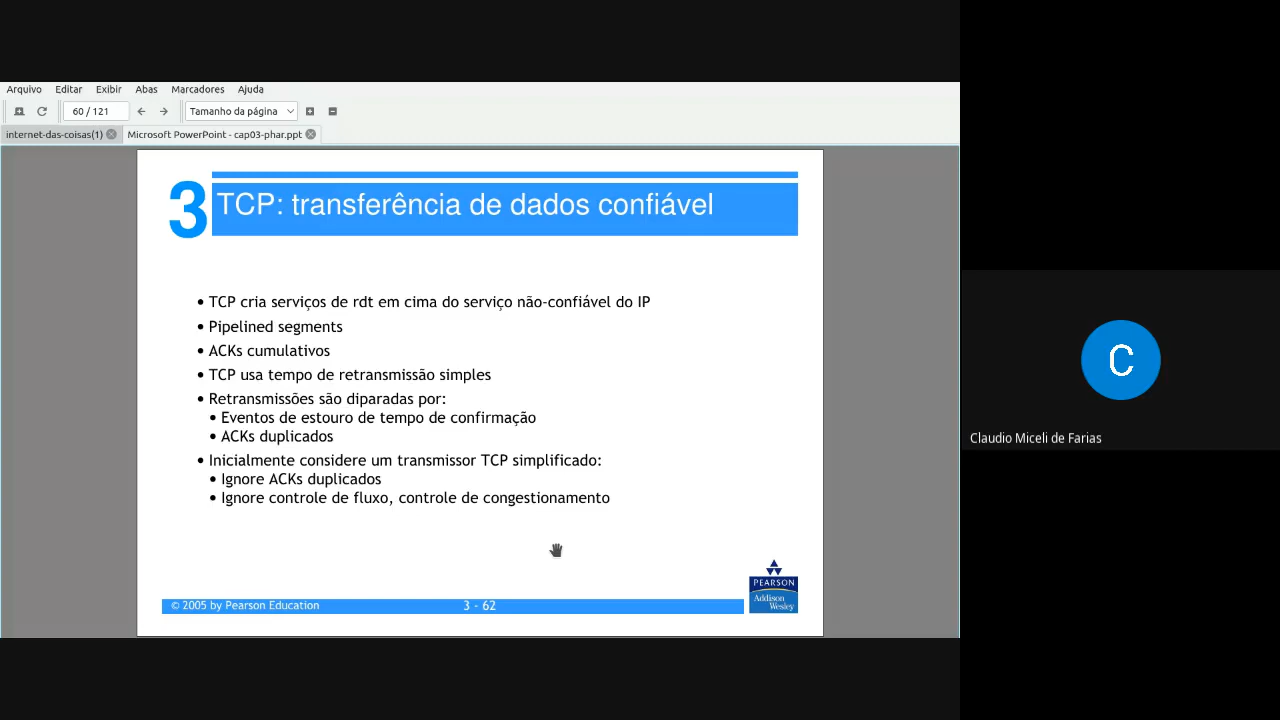 Arquivo Editar Exibir Abas Marcadores Ajuda
60 / 121 Tamanho da página
internet-das-coisas(1) Microsoft PowerPoint - cap03-phar.ppt
3 TCP: transferência de dados confiável
• TCP cria serviços de rdt em cima do serviço não-confiável do IP
• Pipelined segments
• ACKs cumulativos
• TCP usa tempo de retransmissão simples
• Retransmissões são diparadas por:
• Eventos de estouro de tempo de confirmação
• ACKs duplicados
• Inicialmente considere um transmissor TCP simplificado:
• Ignore ACKs duplicados
• Ignore controle de fluxo, controle de congestionamento
PEARSON
Addison
Wesley
© 2005 by Pearson Education 3 - 62
C
Claudio Miceli de Farias